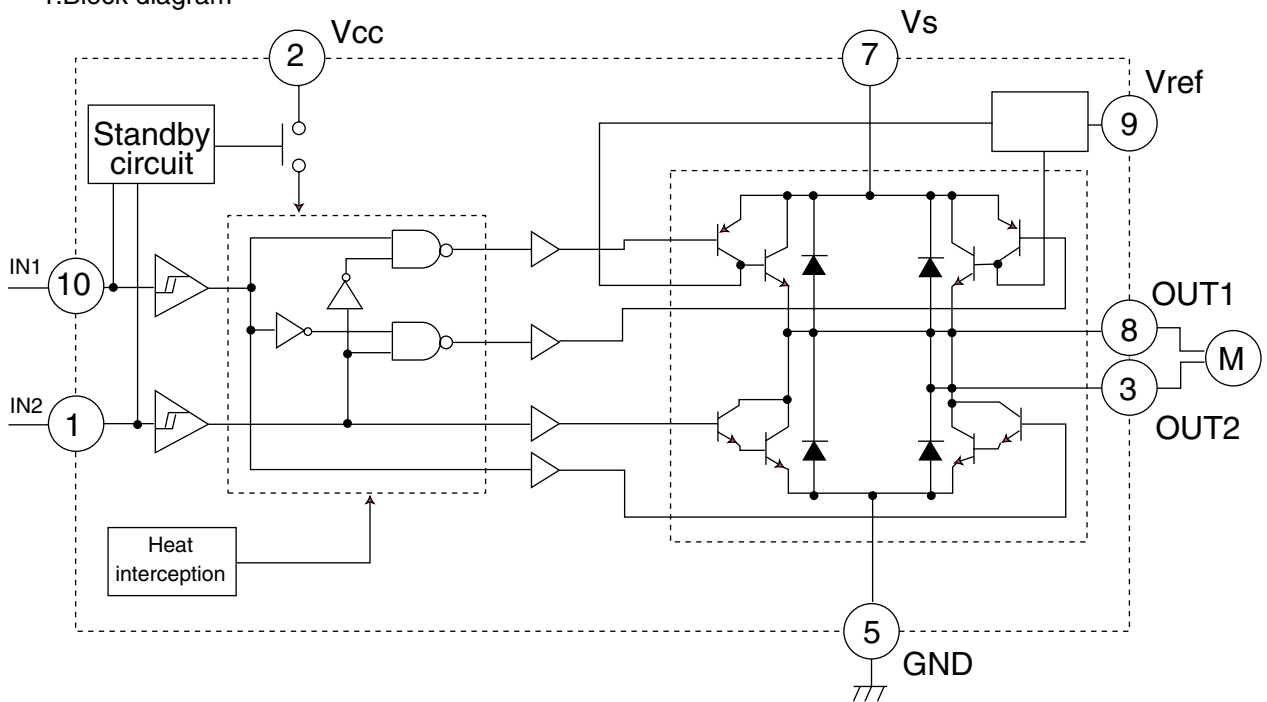 1.Block diagram
Vcc
Vs
2
7
Vref
9
Standby
circuit
IN1
10
OUT1
8
M
3
OUT2
IN2
1
Heat
interception
5
GND